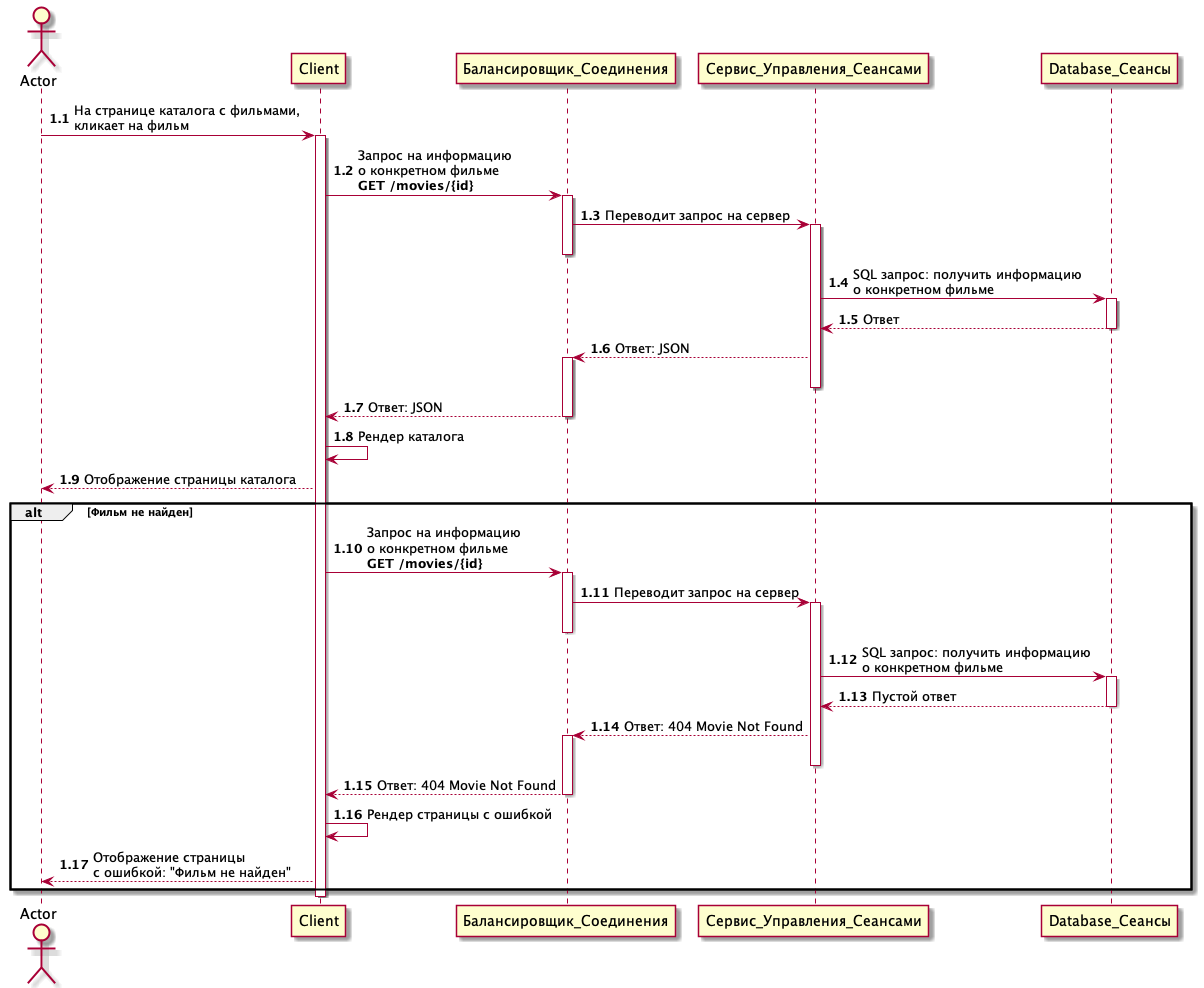 Actor
Client
Балансировщик_Соединения
Сервис_Управления_Сеансами
Database_Сеансы
1.1 На странице каталога с фильмами,
кликает на фильм
1.2 Запрос на информацию
о конкретном фильме
GET /movies/{id}
1.3 Переводит запрос на сервер
1.4 SQL запрос: получить информацию
о конкретном фильме
1.5 Ответ
1.6 Ответ: JSON
1.7 Ответ: JSON
1.8 Рендер каталога
1.9 Отображение страницы каталога
alt [Фильм не найден]
1.10 Запрос на информацию
о конкретном фильме
GET /movies/{id}
1.11 Переводит запрос на сервер
1.12 SQL запрос: получить информацию
о конкретном фильме
1.13 Пустой ответ
1.14 Ответ: 404 Movie Not Found
1.15 Ответ: 404 Movie Not Found
1.16 Рендер страницы с ошибкой
1.17 Отображение страницы
с ошибкой: "Фильм не найден"
Actor
Client
Балансировщик_Соединения
Сервис_Управления_Сеансами
Database_Сеансы